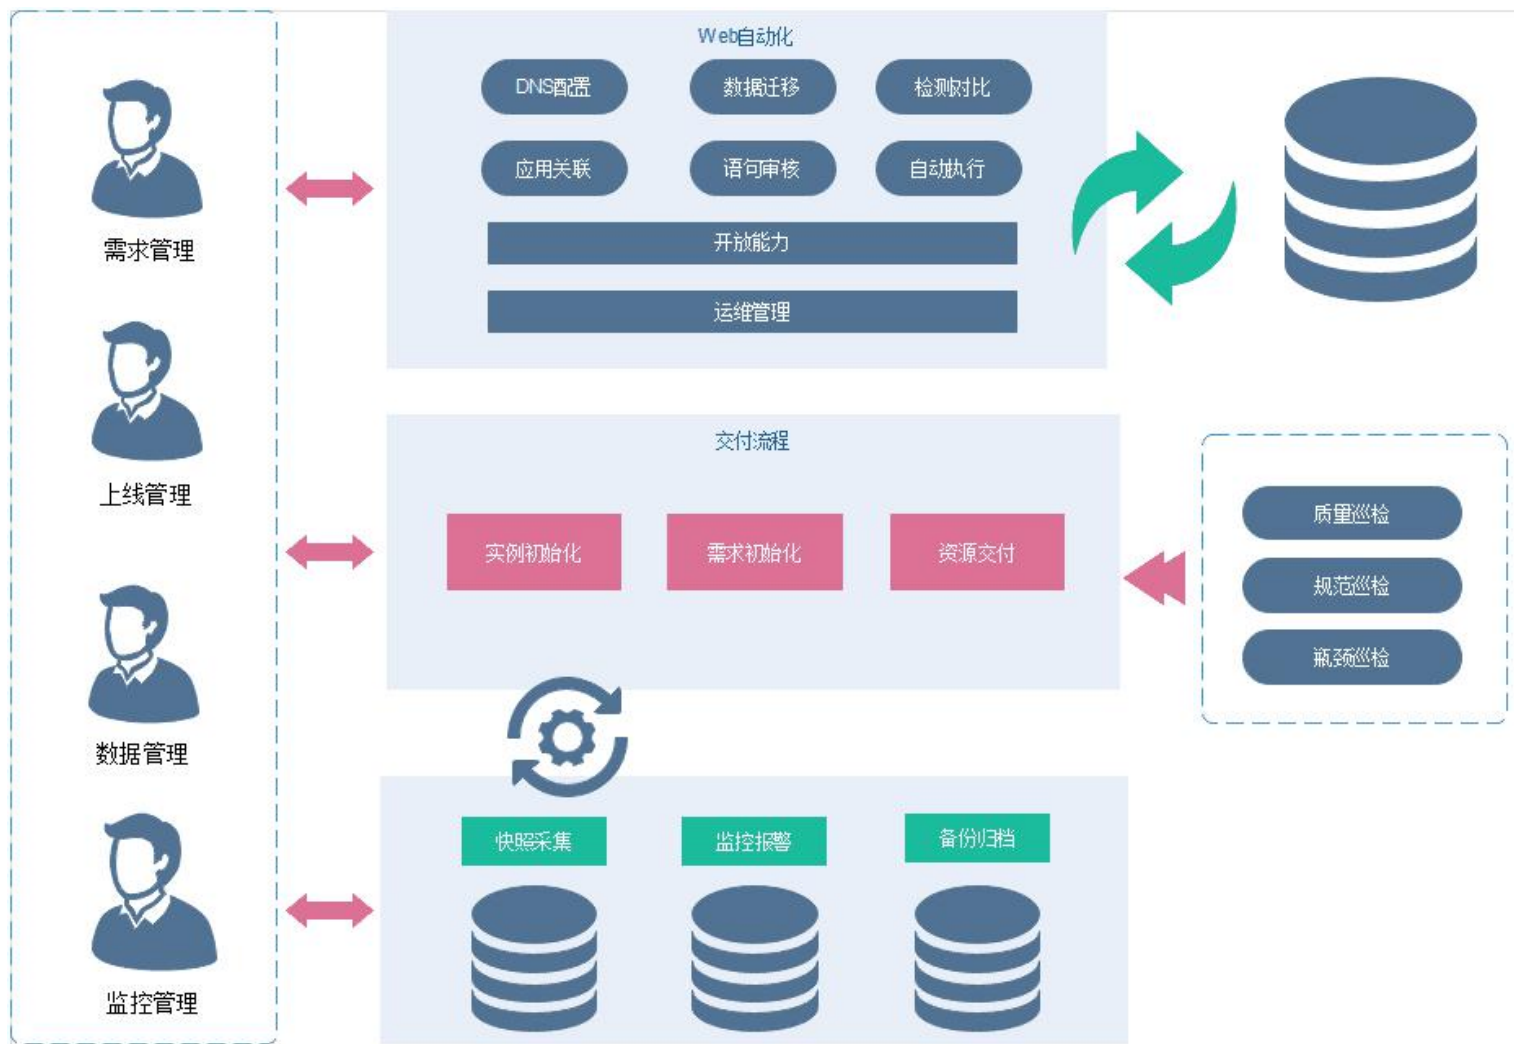 需求管理
上线管理
数据管理
监控管理
Web自动化
DNS配置
数据迁移
检测对比
应用关联
语句审核
自动执行
开放能力
运维管理
交付流程
实例初始化
需求初始化
资源交付
质量巡检
规范巡检
瓶颈巡检
快照采集
监控报警
备份归档